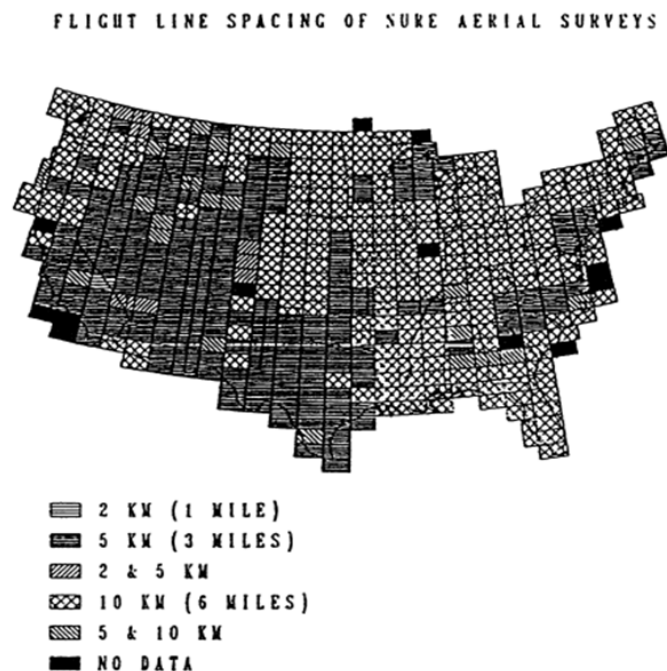 FLIGHT LINE SPACING OF NURE AERIAL SURVEYS
2 KM (1 MILE)
5 KM (3 MILES)
2 & 5 KM
10 KM (6 MILES)
5 & 10 KM
NO DATA